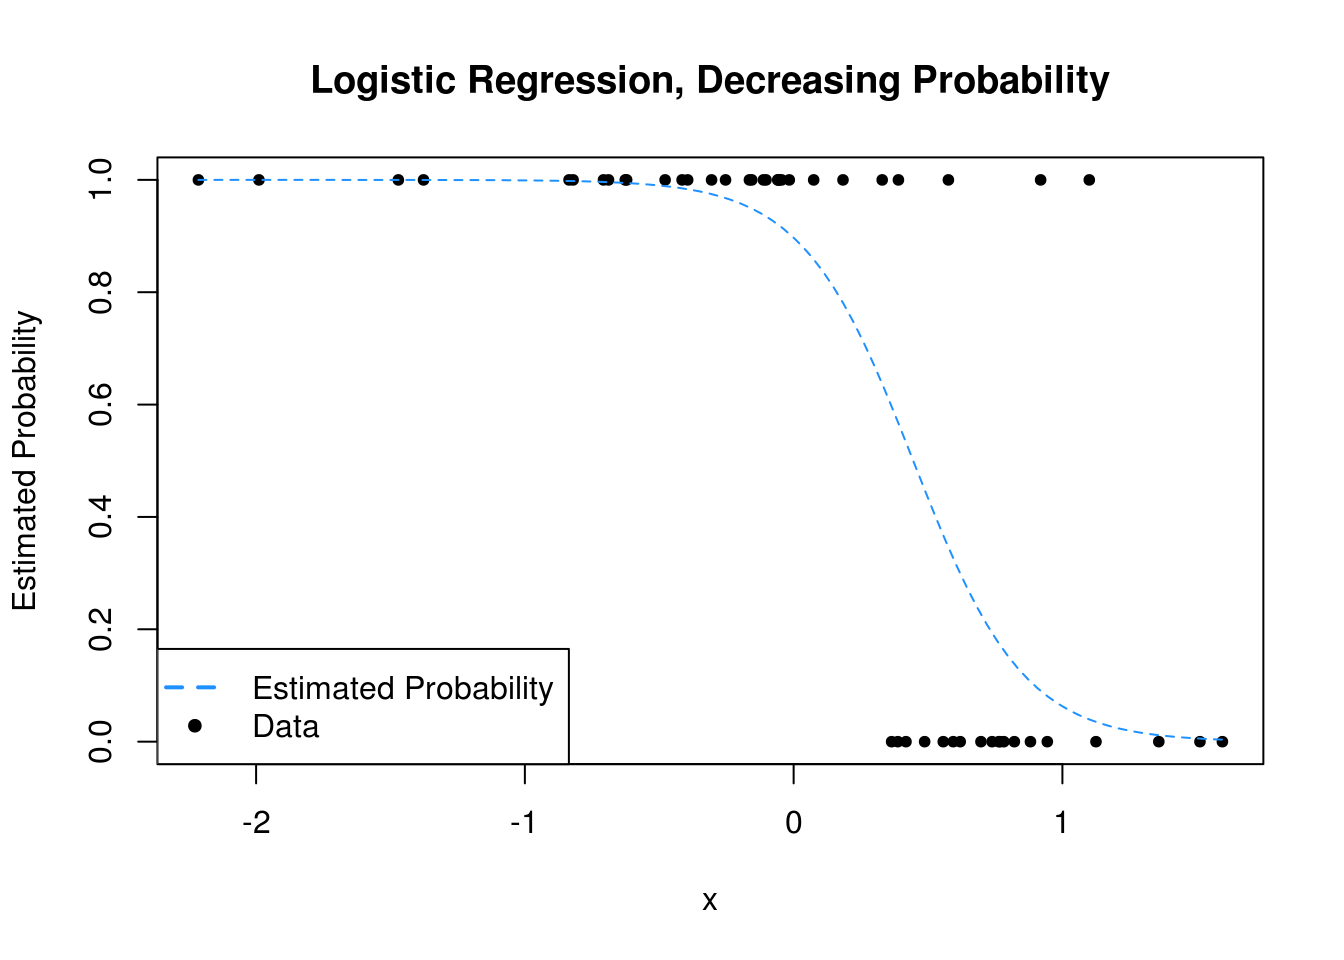 Logistic Regression, Decreasing Probability
Estimated Probability
1.0
0.8
0.6
0.4
0.2
0.0
Estimated Probability
Data
-2
-1
0
1
x